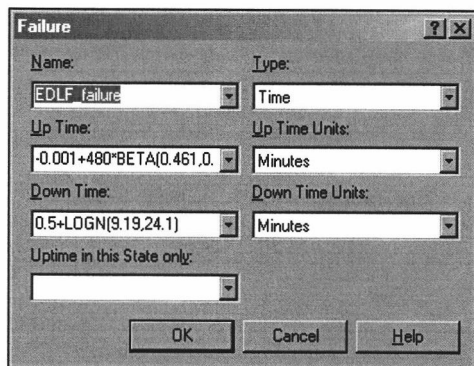 Failure
Name: Type:
EDLF_failure Time
Up Time: Up Time Units:
-0.001+480*BETA(0.461,0. Minutes
Down Time: Down Time Units:
0.5+LOGN(9.19,24.1) Minutes
Uptime in this State only:
OK Cancel Help